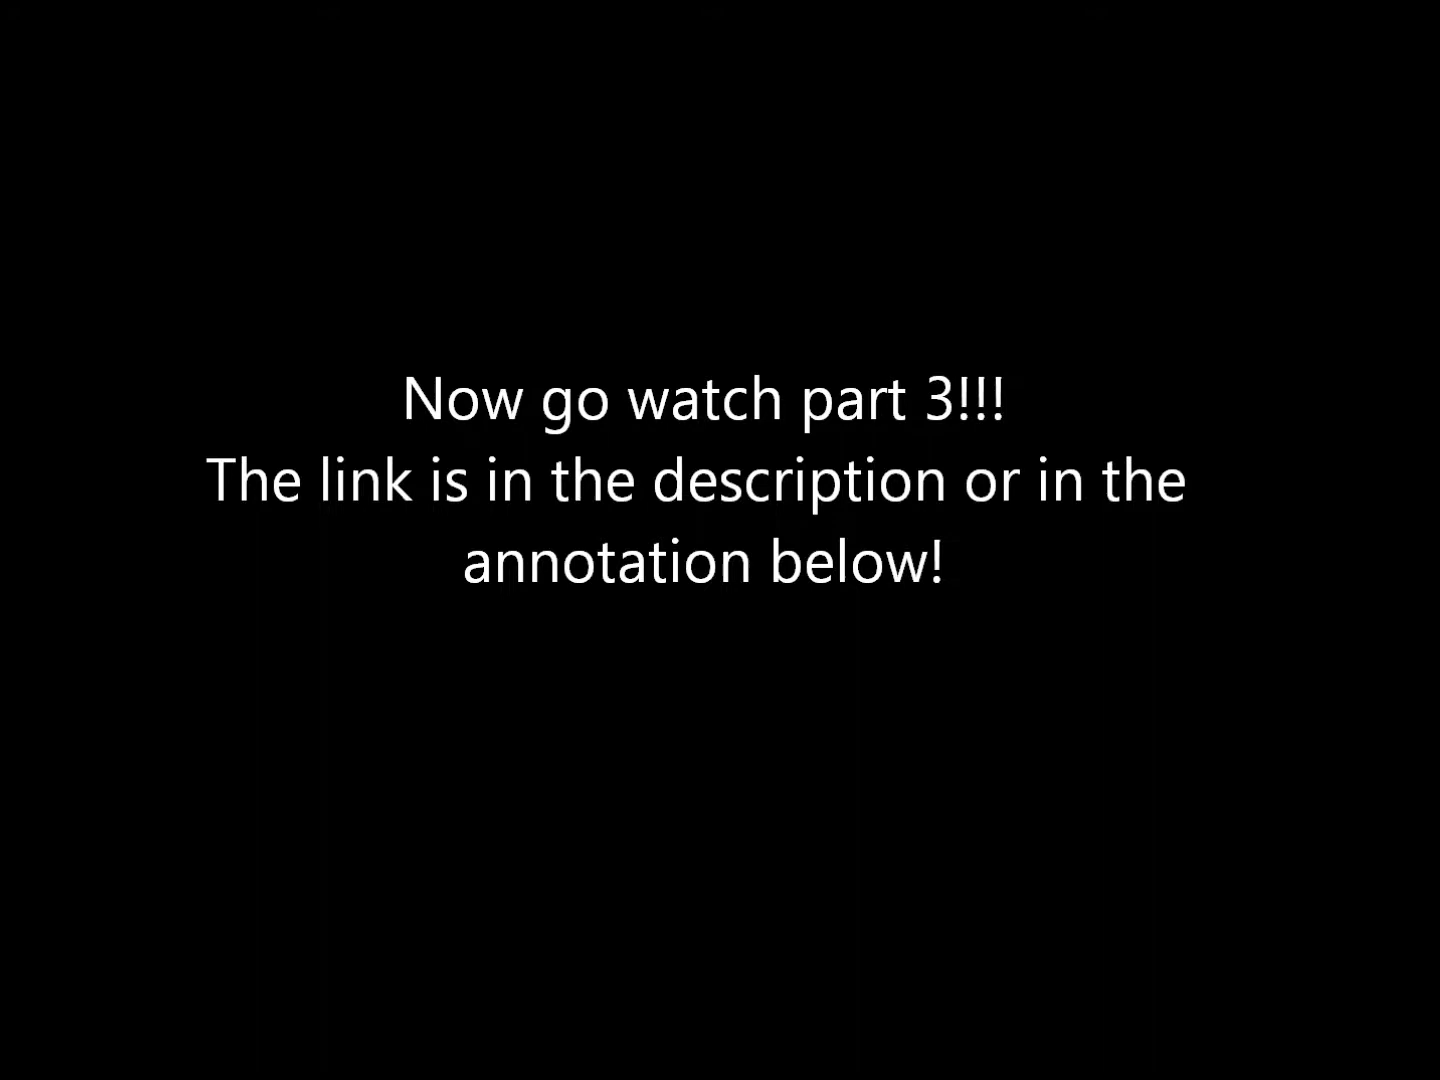 Now go watch part 3!!!
The link is in the description or in the
annotation below!